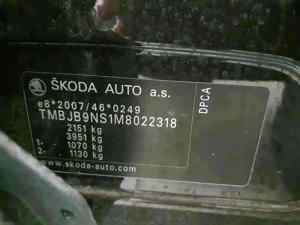 ŠKODA AUTO a.s.
e8*2007/46*0249
TMBJB9NS1M8022318
2151 kg
3951 kg
1- 1070 kg
2- 1130 kg
www.skoda-auto.com
DPCA